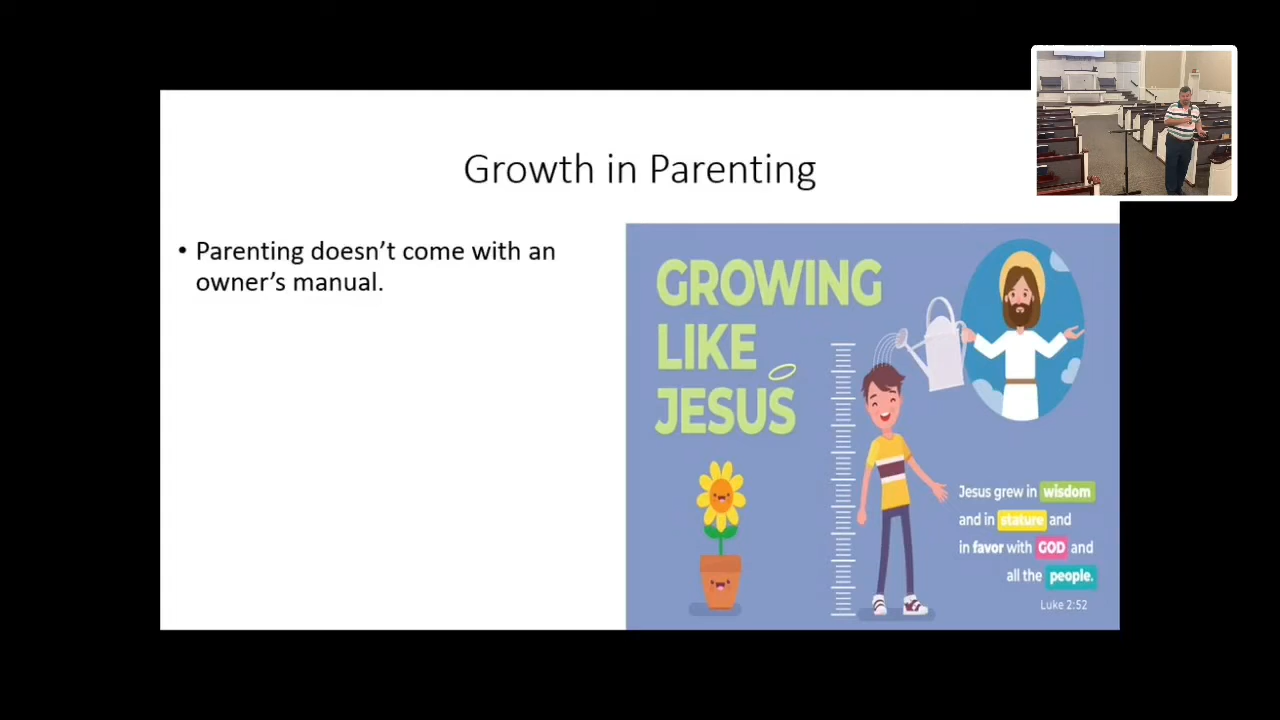 Growth in Parenting
• Parenting doesn’t come with an
owner’s manual.
GROWING
LIKE
JESUS
Jesus grew in wisdom
and in stature and
in favor with GOD and
all the people.
Luke 2:52